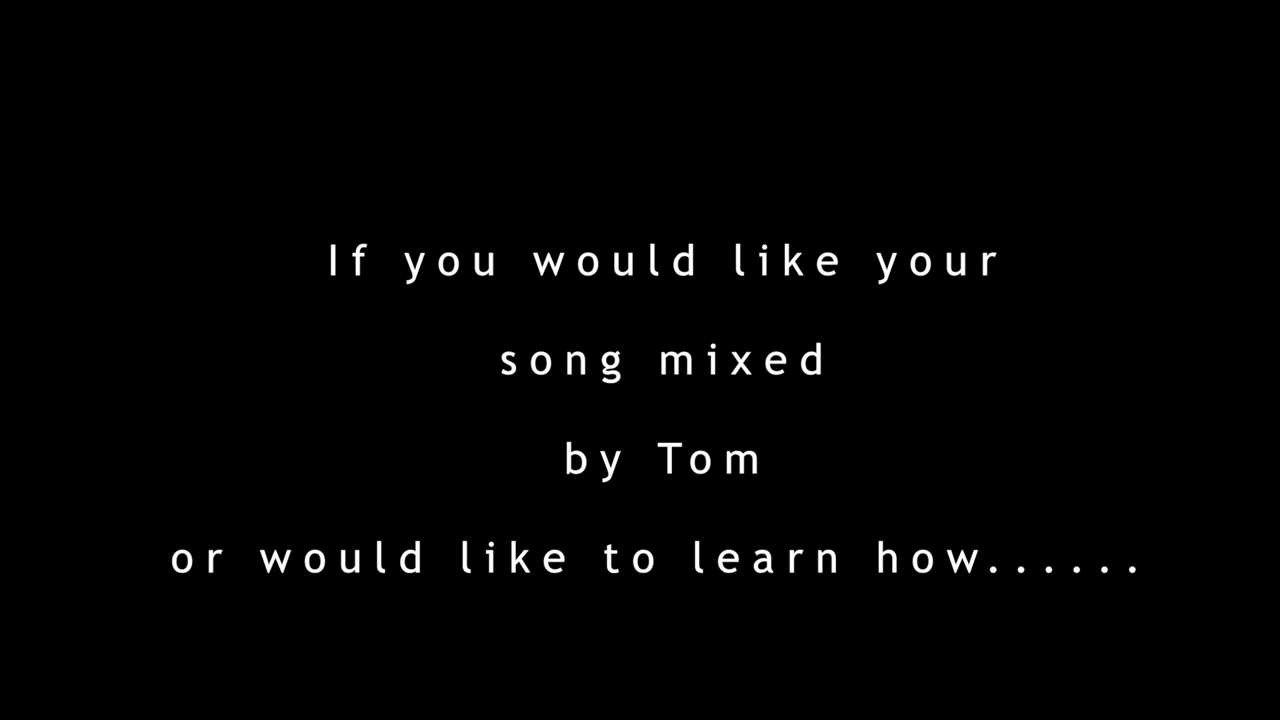 If you would like your
song mixed
by Tom
or would like to learn how......